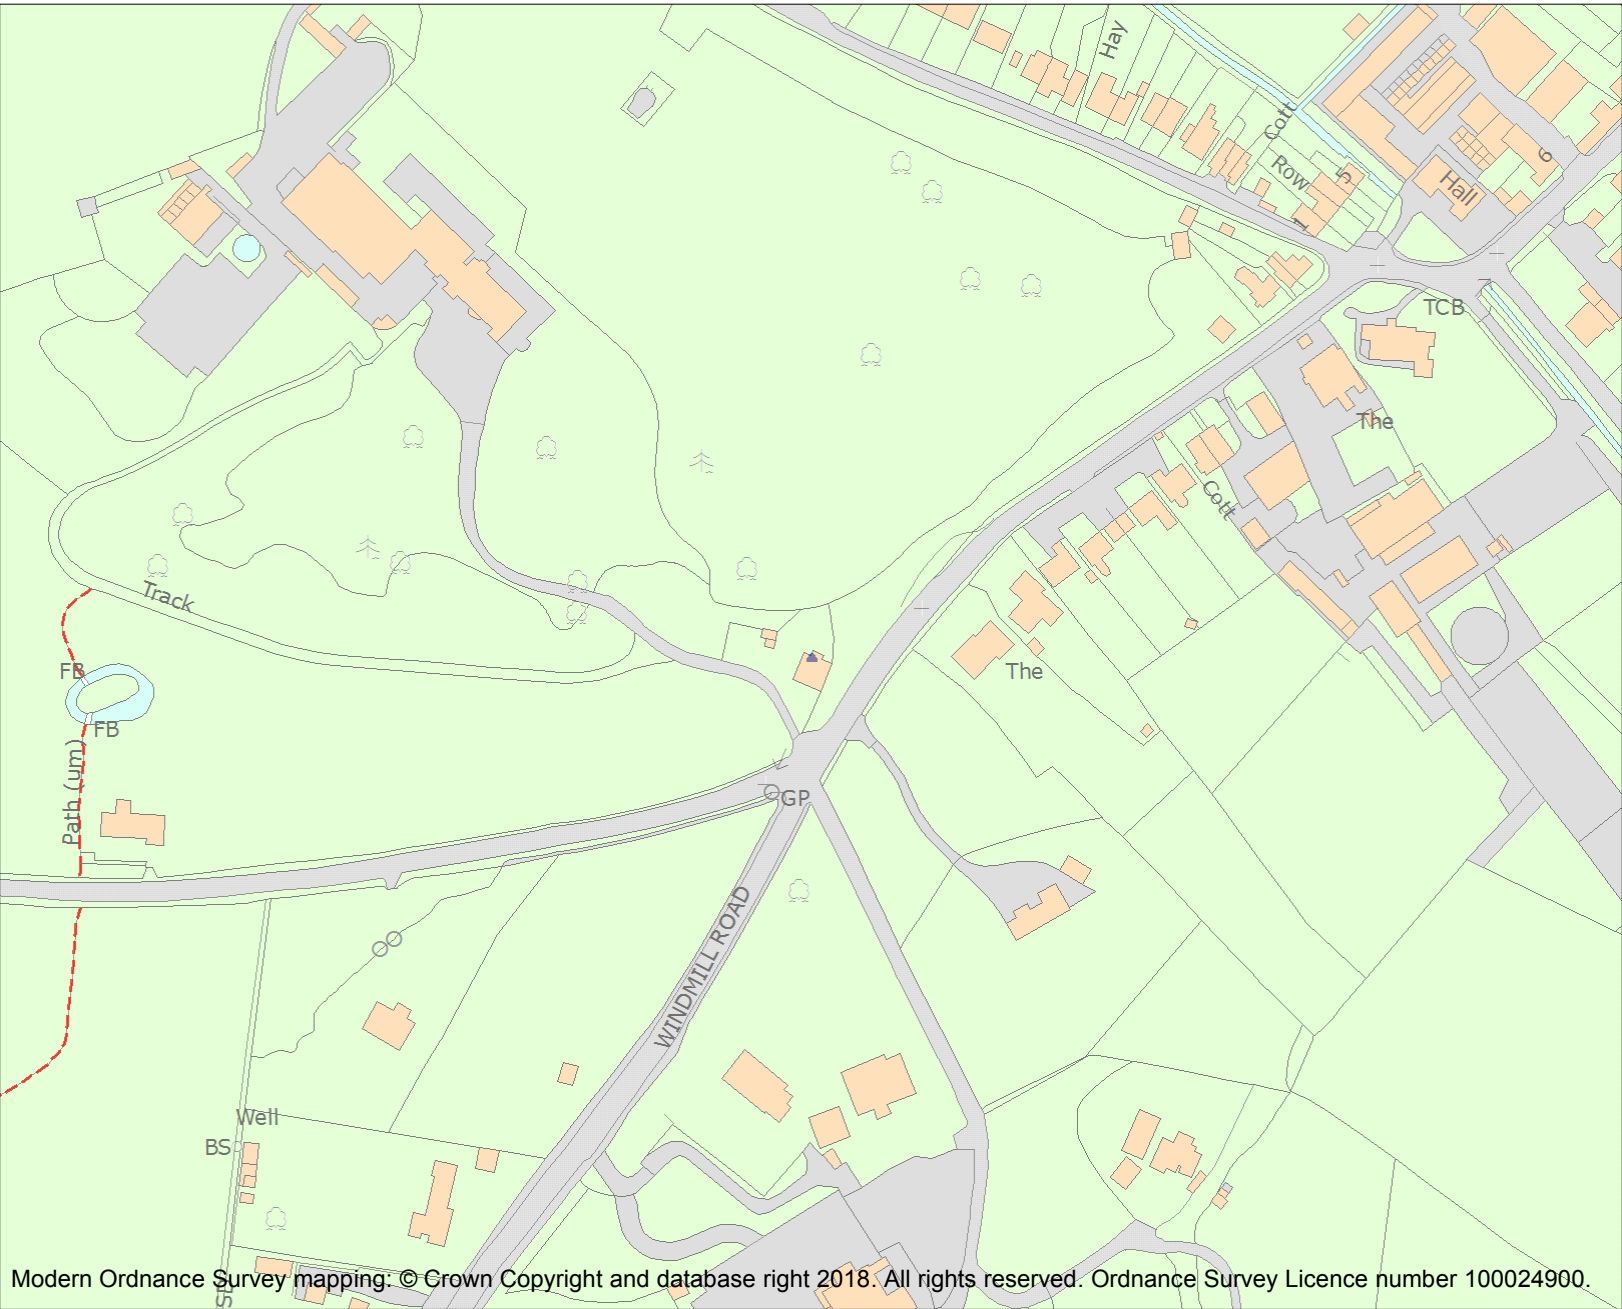 Hay
Cott
Row
5
1
6
Hall
TCB
The
Cott
Track
FB
FB
The
Path (um)
GP
WINDMILL ROAD
Well
BS
Modern Ordnance Survey mapping: © Crown Copyright and database right 2018. All rights reserved. Ordnance Survey Licence number 100024900.